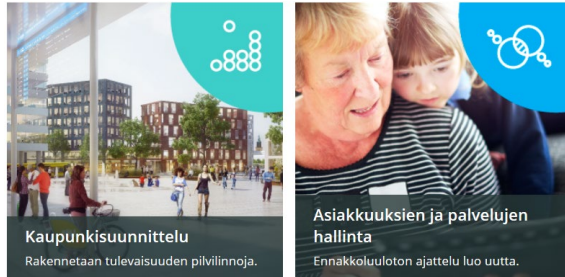 Kaupunkisuunnittelu
Rakennetaan tulevaisuuden pilvilinnoja.
Asiakkuuksien ja palvelujen
hallinta
Ennakkoluuloton ajattelu luo uutta.